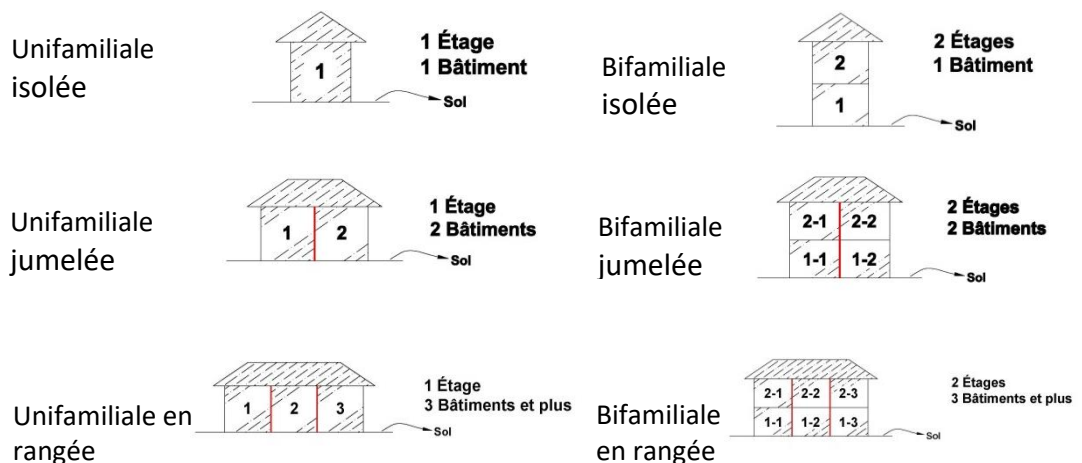 Unifamiliale
isolée
1
1 Étage
1 Bâtiment
Sol
Bifamiliale
isolée
2
1
2 Étages
1 Bâtiment
Sol
Unifamiliale
jumelée
1 2
1 Étage
2 Bâtiments
Sol
Bifamiliale
jumelée
2-1 2-2
1-1 1-2
2 Étages
2 Bâtiments
Sol
Unifamiliale en
rangée
1 2 3
1 Étage
3 Bâtiments et plus
Sol
Bifamiliale
en rangée
2-1 2-2 2-3
1-1 1-2 1-3
2 Étages
3 Bâtiments et plus
Sol